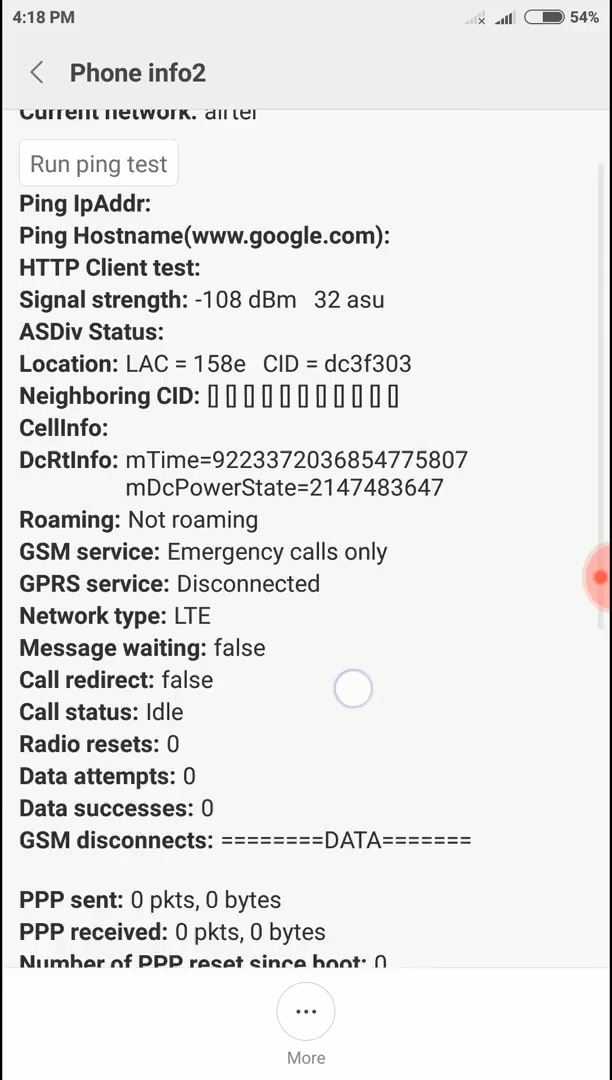 4:18 PM 54%
Phone info2
Current network: airtel
Run ping test
Ping IpAddr:
Ping Hostname(www.google.com):
HTTP Client test:
Signal strength: -108 dBm 32 asu
ASDiv Status:
Location: LAC = 158e CID = dc3f303
Neighboring CID: [] [] [] [] [] [] [] [] [] [] []
CellInfo:
DcRtInfo: mTime=9223372036854775807
mDcPowerState=2147483647
Roaming: Not roaming
GSM service: Emergency calls only
GPRS service: Disconnected
Network type: LTE
Message waiting: false
Call redirect: false
Call status: Idle
Radio resets: 0
Data attempts: 0
Data successes: 0
GSM disconnects: ========DATA=======
PPP sent: 0 pkts, 0 bytes
PPP received: 0 pkts, 0 bytes
Number of PPP reset since boot: 0
More